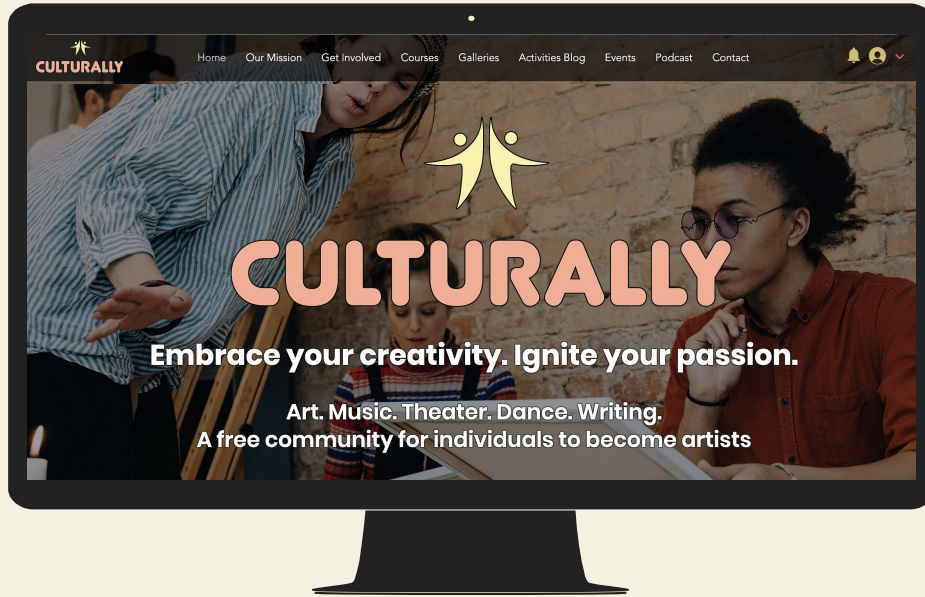 CULTURALLY
Home Our Mission Get Involved Courses Galleries Activities Blog Events Podcast Contact
CULTURALLY
Embrace your creativity. Ignite your passion.
Art. Music. Theater. Dance. Writing.
A free community for individuals to become artists